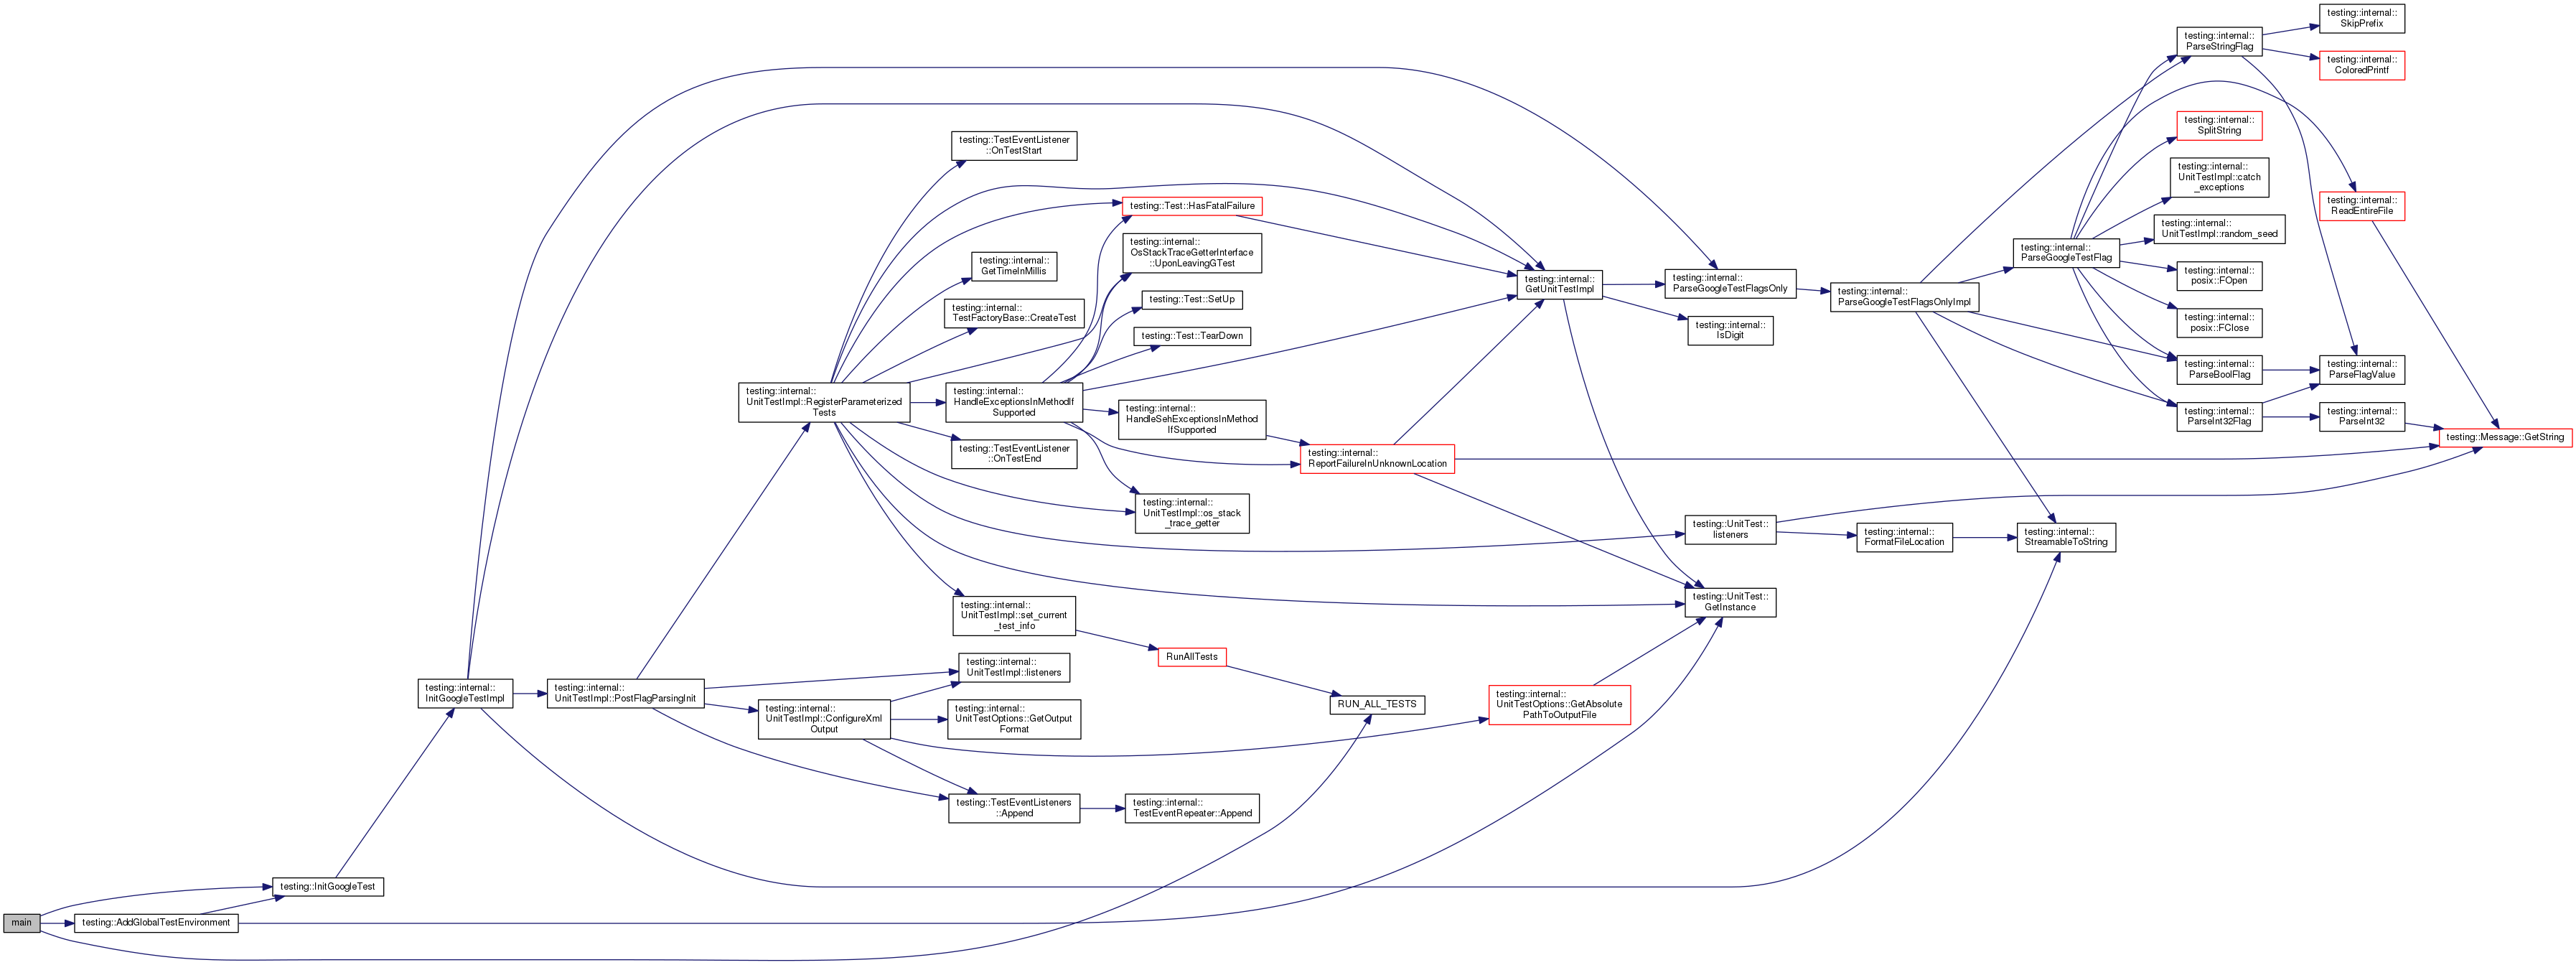 main
testing::AddGlobalTestEnvironment
testing::InitGoogleTest
testing::internal::
InitGoogleTestImpl
testing::internal::
UnitTestImpl::PostFlagParsingInit
testing::internal::
UnitTestImpl::RegisterParameterized
Tests
testing::internal::
UnitTestImpl::ConfigureXml
Output
testing::TestEventListener
::OnTestStart
testing::internal::
GetTimeInMillis
testing::internal::
TestFactoryBase::CreateTest
testing::internal::
HandleExceptionsInMethodIf
Supported
testing::TestEventListener
::OnTestEnd
testing::internal::
UnitTestImpl::set_current
_test_info
testing::internal::
UnitTestImpl::listeners
testing::internal::
UnitTestOptions::GetOutput
Format
testing::TestEventListeners
::Append
testing::Test::HasFatalFailure
testing::internal::
OsStackTraceGetterInterface
::UponLeavingGTest
testing::Test::SetUp
testing::Test::TearDown
testing::internal::
HandleSehExceptionsInMethod
IfSupported
testing::internal::
UnitTestImpl::os_stack
_trace_getter
RunAllTests
testing::internal::
TestEventRepeater::Append
testing::internal::
ReportFailureInUnknownLocation
RUN_ALL_TESTS
testing::internal::
GetUnitTestImpl
testing::internal::
UnitTestOptions::GetAbsolute
PathToOutputFile
testing::internal::
ParseGoogleTestFlagsOnly
testing::internal::
IsDigit
testing::UnitTest::
listeners
testing::UnitTest::
GetInstance
testing::internal::
ParseGoogleTestFlagsOnlyImpl
testing::internal::
FormatFileLocation
testing::internal::
ParseGoogleTestFlag
testing::internal::
StreamableToString
testing::internal::
ParseStringFlag
testing::internal::
SplitString
testing::internal::
UnitTestImpl::catch
_exceptions
testing::internal::
UnitTestImpl::random_seed
testing::internal::
posix::FOpen
testing::internal::
posix::FClose
testing::internal::
ParseBoolFlag
testing::internal::
ParseInt32Flag
testing::internal::
SkipPrefix
testing::internal::
ColoredPrintf
testing::internal::
ReadEntireFile
testing::internal::
ParseFlagValue
testing::internal::
ParseInt32
testing::Message::GetString